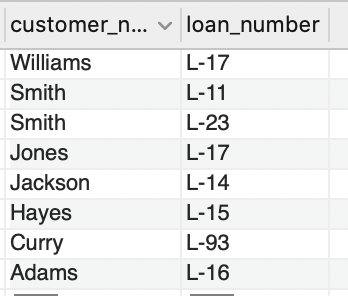 customer_n... loan_number
Williams L-17
Smith L-11
Smith L-23
Jones L-17
Jackson L-14
Hayes L-15
Curry L-93
Adams L-16